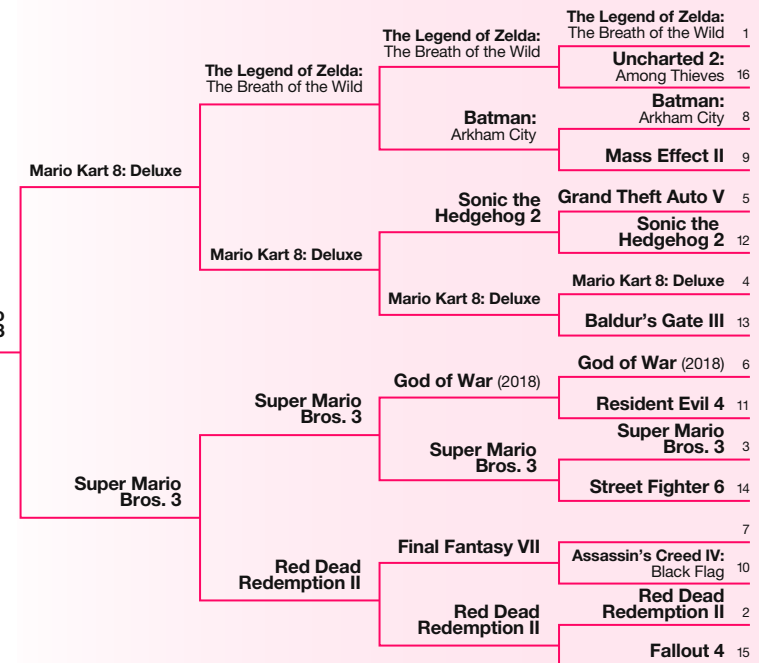 The Legend of Zelda:
The Breath of the Wild 1
Uncharted 2:
Among Thieves 16
Batman:
Arkham City 8
Mass Effect II 9
Grand Theft Auto V 5
Sonic the
Hedgehog 2 12
Mario Kart 8: Deluxe 4
Baldur's Gate III 13
God of War (2018) 6
Resident Evil 4 11
Super Mario
Bros. 3 3
Street Fighter 6 14
7
Assassin's Creed IV:
Black Flag 10
Red Dead
Redemption II 2
Fallout 4 15
The Legend of Zelda:
The Breath of the Wild
Batman:
Arkham City
Sonic the
Hedgehog 2
Mario Kart 8: Deluxe
God of War (2018)
Super Mario
Bros. 3
Final Fantasy VII
Red Dead
Redemption II
The Legend of Zelda:
The Breath of the Wild
Mario Kart 8: Deluxe
Super Mario
Bros. 3
Red Dead
Redemption II
Mario Kart 8: Deluxe
Super Mario
Bros. 3